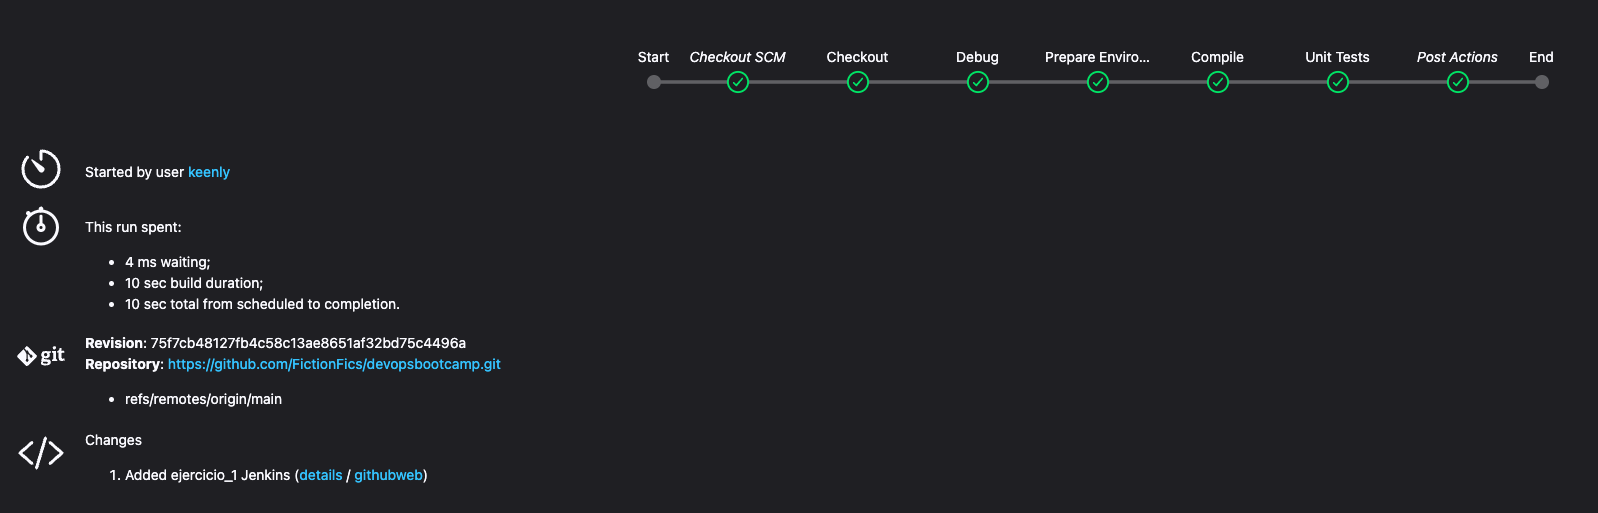 Start Checkout SCM Checkout Debug Prepare Enviro... Compile Unit Tests Post Actions End
Started by user keenly
This run spent:
• 4 ms waiting;
• 10 sec build duration;
• 10 sec total from scheduled to completion.
git
Revision: 75f7cb48127fb4c58c13ae8651af32bd75c4496a
Repository: https://github.com/FictionFics/devopsbootcamp.git
• refs/remotes/origin/main
Changes
1. Added ejercicio_1 Jenkins (details / githubweb)